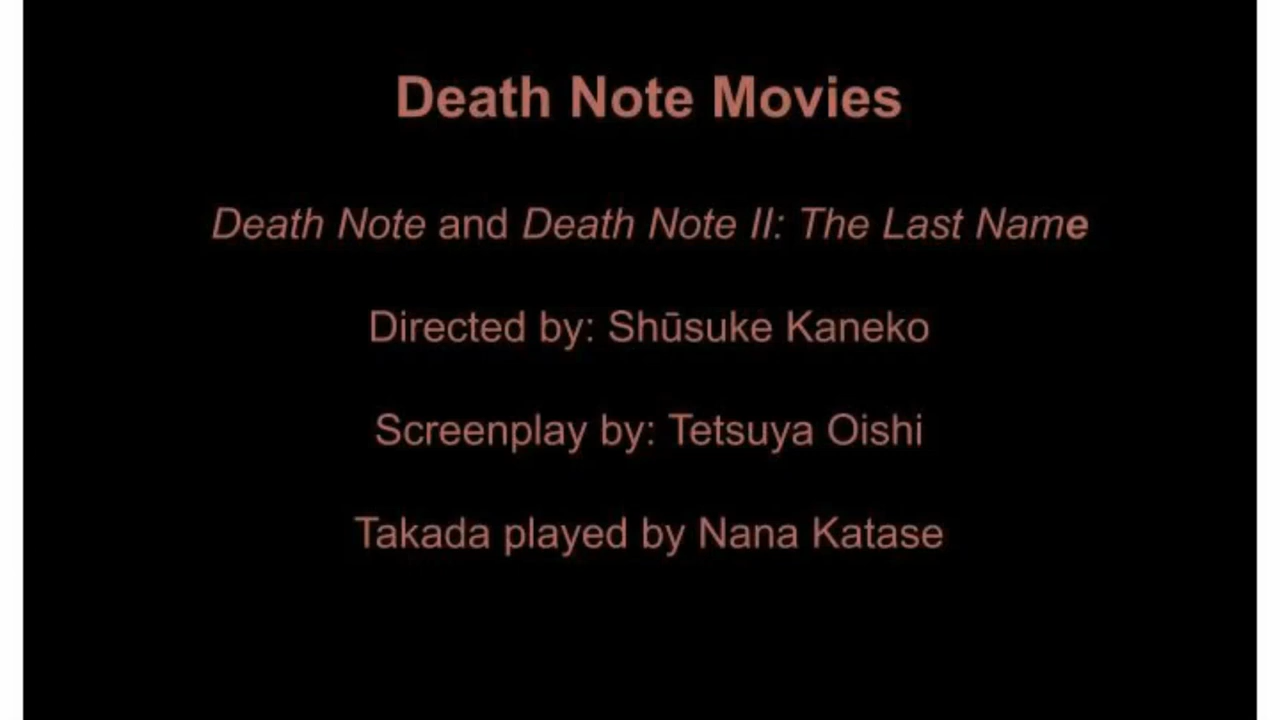 Death Note Movies
Death Note and Death Note II: The Last Name
Directed by: Shūsuke Kaneko
Screenplay by: Tetsuya Oishi
Takada played by Nana Katase